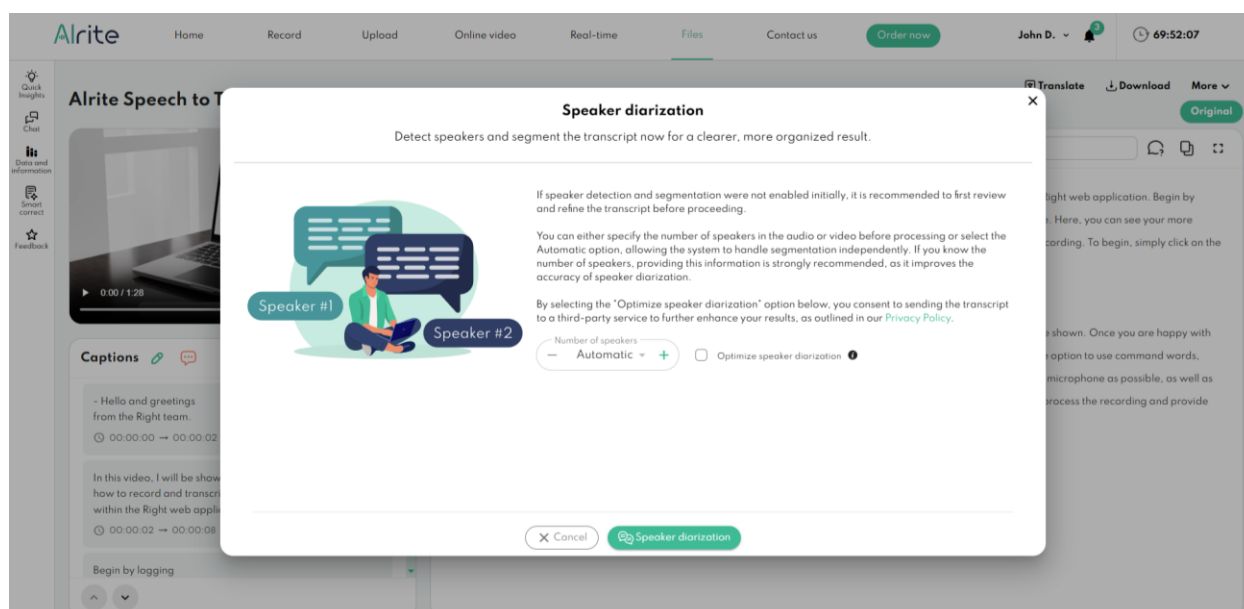 Alrite
Home
Record
Upload
Online video
Real-time
Files
Contact us
Order now
John D.
3
69:52:07
Quick
Insights
Chat
Data and
information
Smart
correct
Feedback
Alrite Speech to T
Translate
Download
More
Original
0:00 / 1:28
Captions
- Hello and greetings
from the Right team.
00:00:00 → 00:00:02
In this video, I will be show
how to record and transcri
within the Right web appli
00:00:02 → 00:00:08
Begin by logging
Speaker diarization
Detect speakers and segment the transcript now for a clearer, more organized result.
Speaker #1
Speaker #2
If speaker detection and segmentation were not enabled initially, it is recommended to first review
and refine the transcript before proceeding.
You can either specify the number of speakers in the audio or video before processing or select the
Automatic option, allowing the system to handle segmentation independently. If you know the
number of speakers, providing this information is strongly recommended, as it improves the
accuracy of speaker diarization.
By selecting the "Optimize speaker diarization" option below, you consent to sending the transcript
to a third-party service to further enhance your results, as outlined in our Privacy Policy.
Number of speakers
− Automatic +
Optimize speaker diarization
Cancel
Speaker diarization
Right web application. Begin by
. Here, you can see your more
cording. To begin, simply click on the
shown. Once you are happy with
option to use command words,
microphone as possible, as well as
process the recording and provide